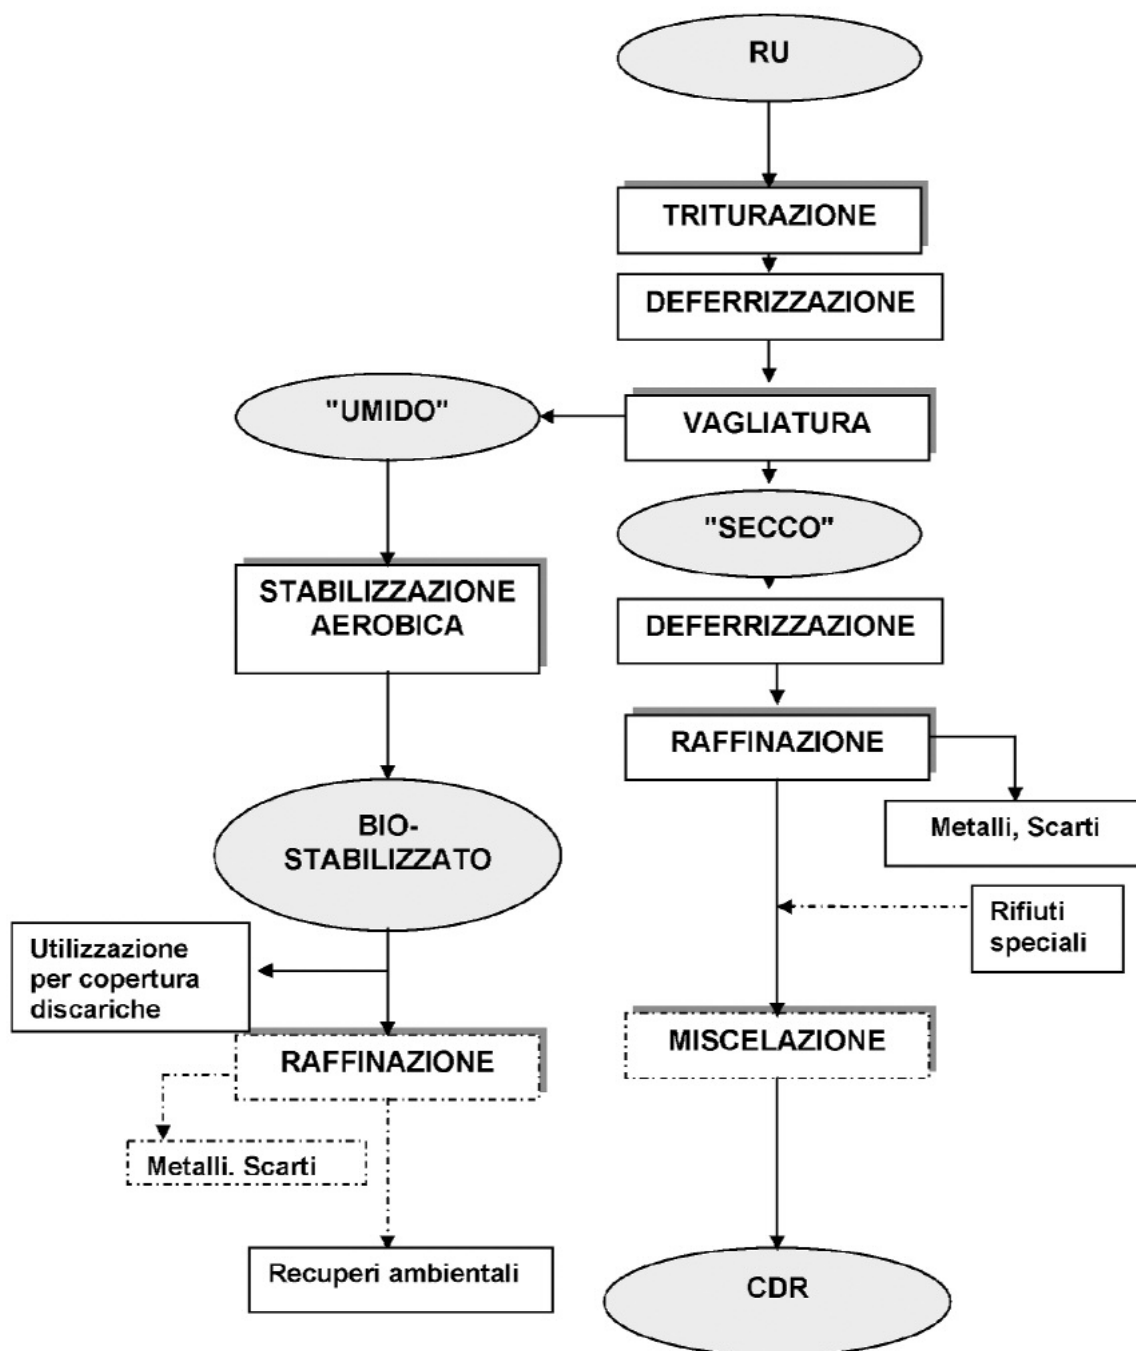 RU
TRITURAZIONE
DEFERRIZZAZIONE
"UMIDO"
VAGLIATURA
"SECCO"
STABILIZZAZIONE
AEROBICA
DEFERRIZZAZIONE
RAFFINAZIONE
Metalli, Scarti
BIO-
STABILIZZATO
Rifiuti
speciali
Utilizzazione
per copertura
discariche
RAFFINAZIONE
MISCELAZIONE
Metalli. Scarti
Recuperi ambientali
CDR